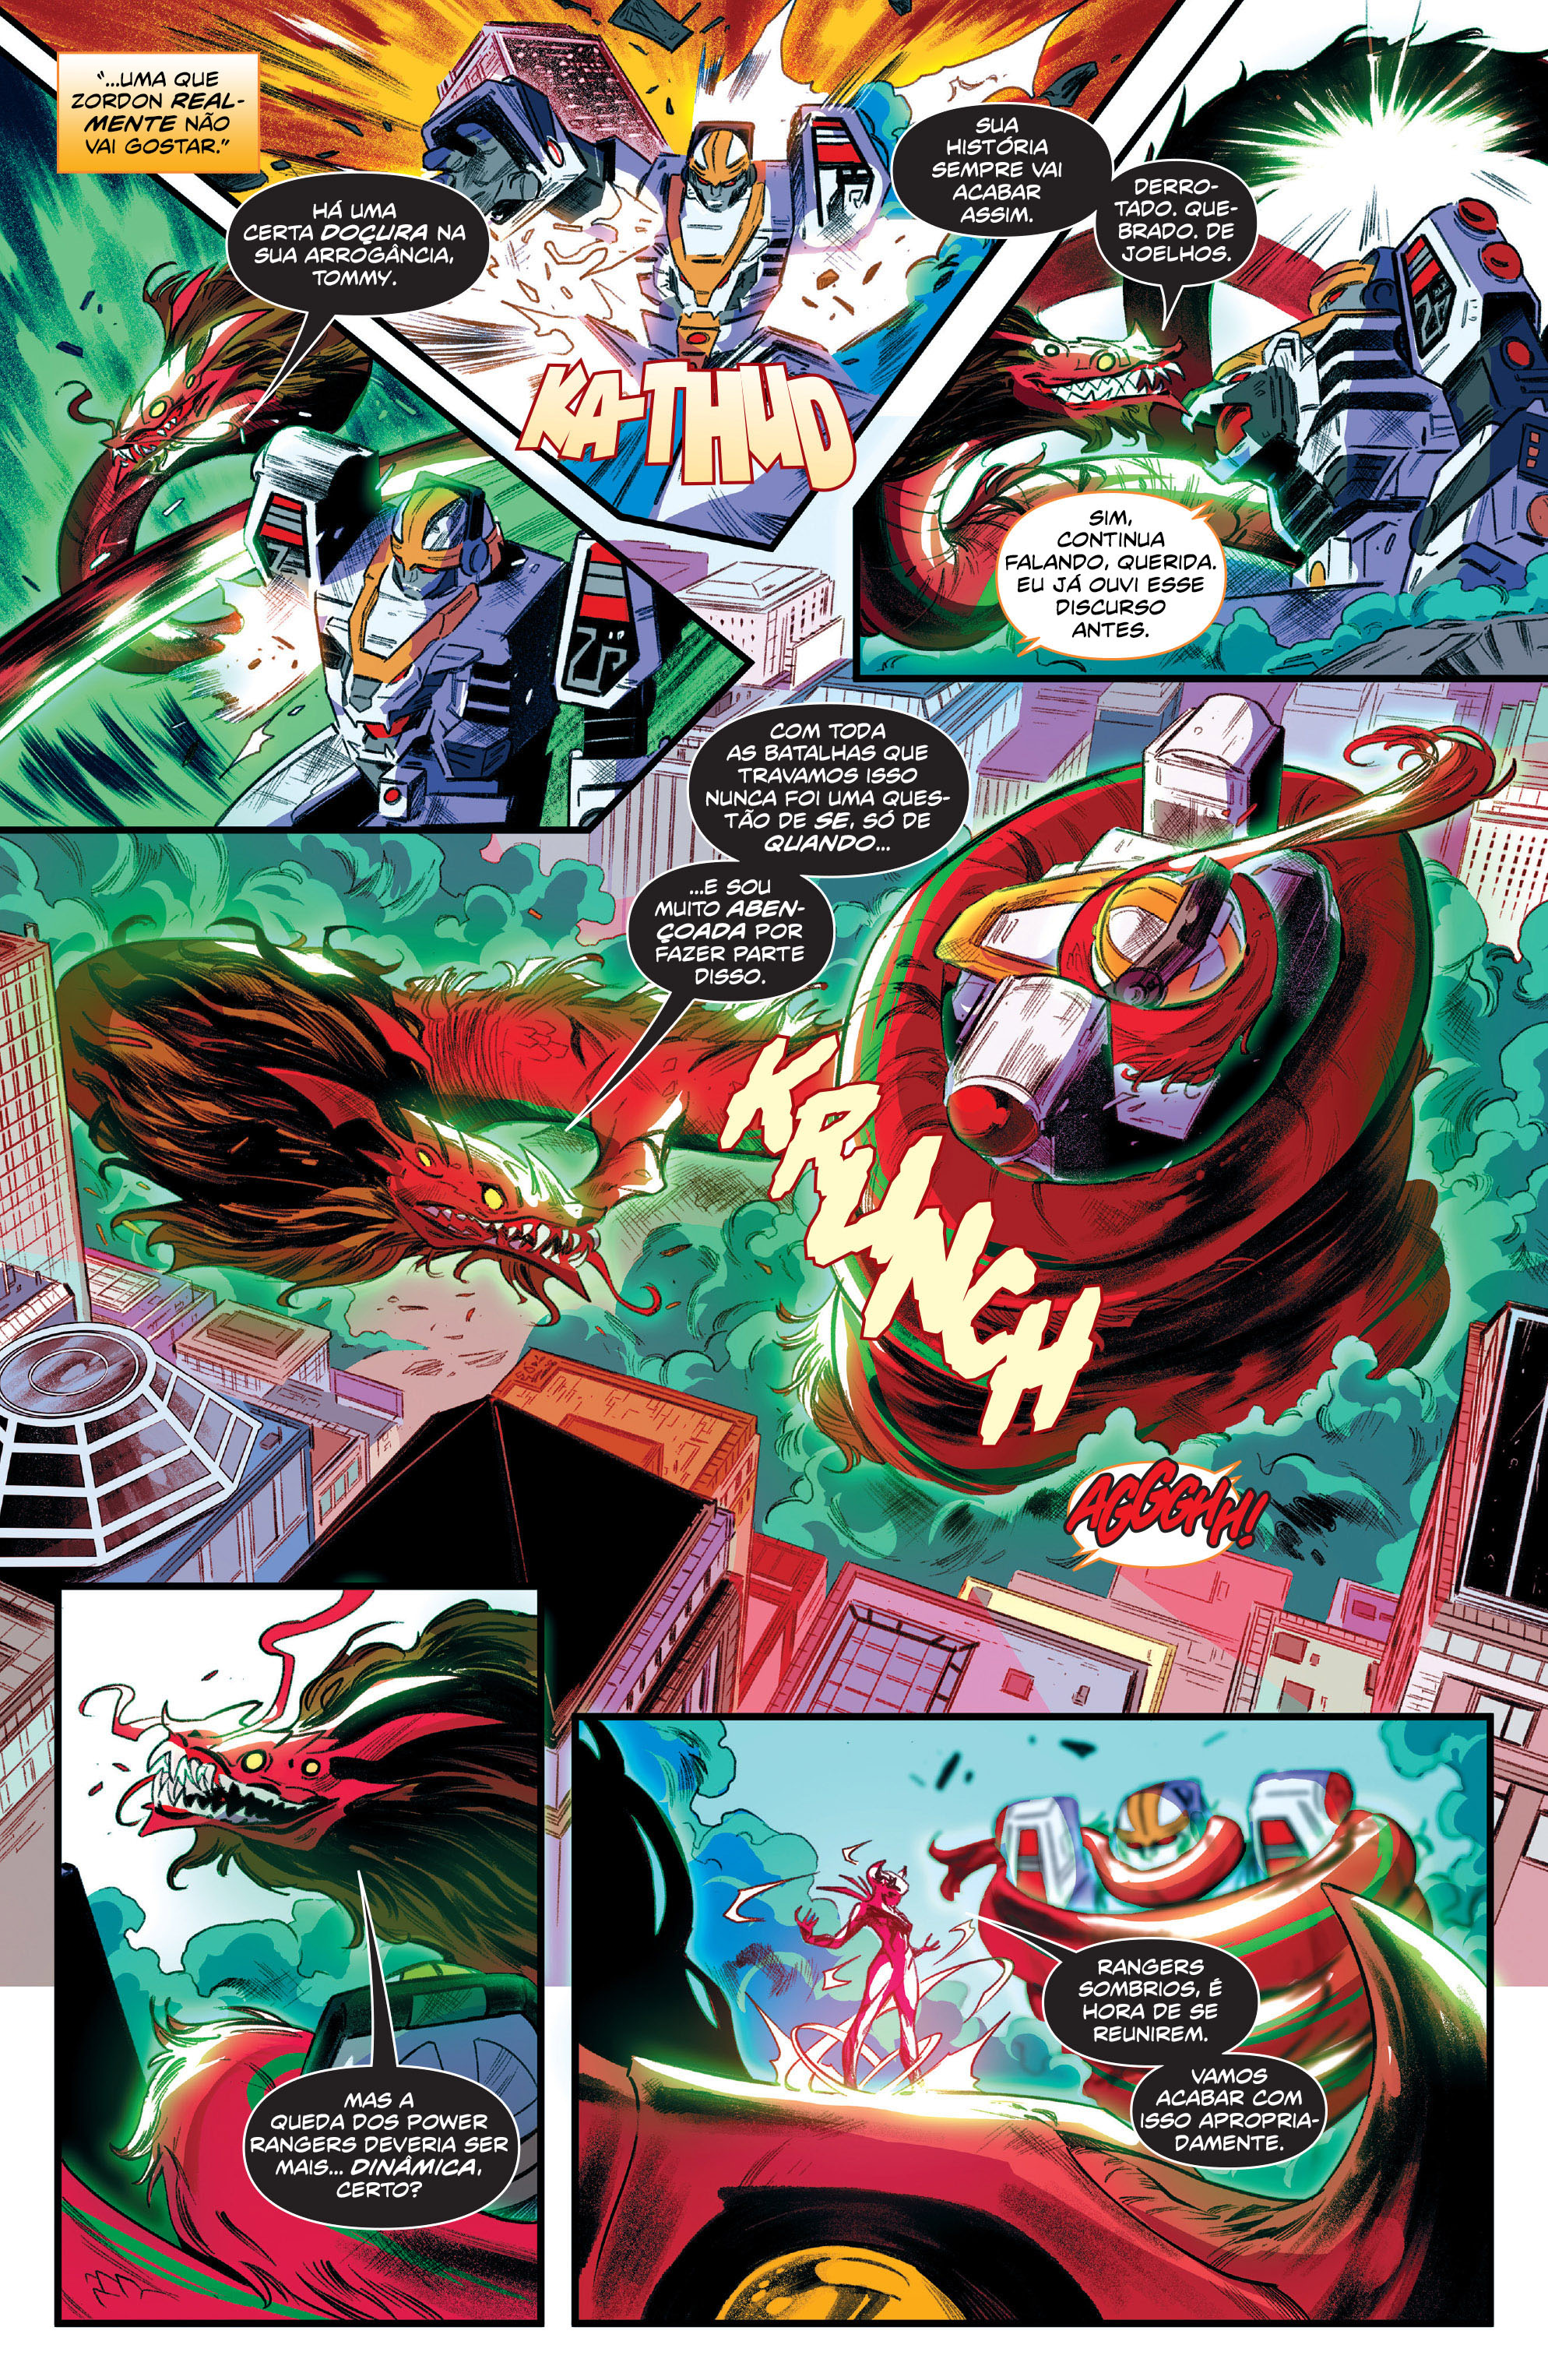 "...UMA QUE
ZORDON REAL-
MENTE NÃO
VAI GOSTAR."
HÁ UMA
CERTA DOÇURA NA
SUA ARROGÂNCIA,
TOMMY.
KA-THUD
SUA
HISTÓRIA
SEMPRE VAI
ACABAR
ASSIM.
DERRO-
TADO. QUE-
BRADO. DE
JOELHOS.
SIM,
CONTINUA
FALANDO, QUERIDA.
EU JÁ OUVI ESSE
DISCURSO
ANTES.
COM TODA
AS BATALHAS QUE
TRAVAMOS ISSO
NUNCA FOI UMA QUES-
TÃO DE SE, SÓ DE
QUANDO...
...E SOU
MUITO ABEN-
ÇOADA POR
FAZER PARTE
DISSO.
KRUNCH
AGGGHH!
MAS A
QUEDA DOS POWER
RANGERS DEVERIA SER
MAIS... DINÂMICA,
CERTO?
RANGERS
SOMBRIOS, É
HORA DE SE
REUNIREM.
VAMOS
ACABAR COM
ISSO APROPRIA-
DAMENTE.